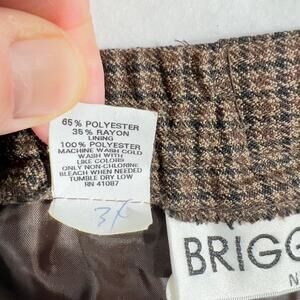 65% POLYESTER
35% RAYON
LINING
100% POLYESTER
MACHINE WASH COLD
WASH WITH
LIKE COLORS
ONLY NON-CHLORINE
BLEACH WHEN NEEDED
TUMBLE DRY LOW
RN 41087
3X
BRIGG
N